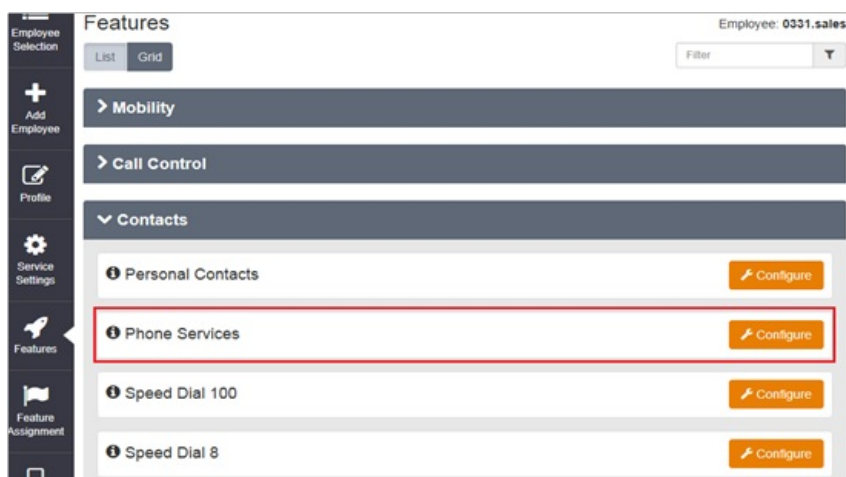 Employee
Selection
Features
Employee: 0331.sales
List Grid
Filter
Add
Employee
Mobility
Call Control
Profile
Contacts
Service
Settings
Personal Contacts
Configure
Features
Phone Services
Configure
Feature
Assignment
Speed Dial 100
Configure
Speed Dial 8
Configure